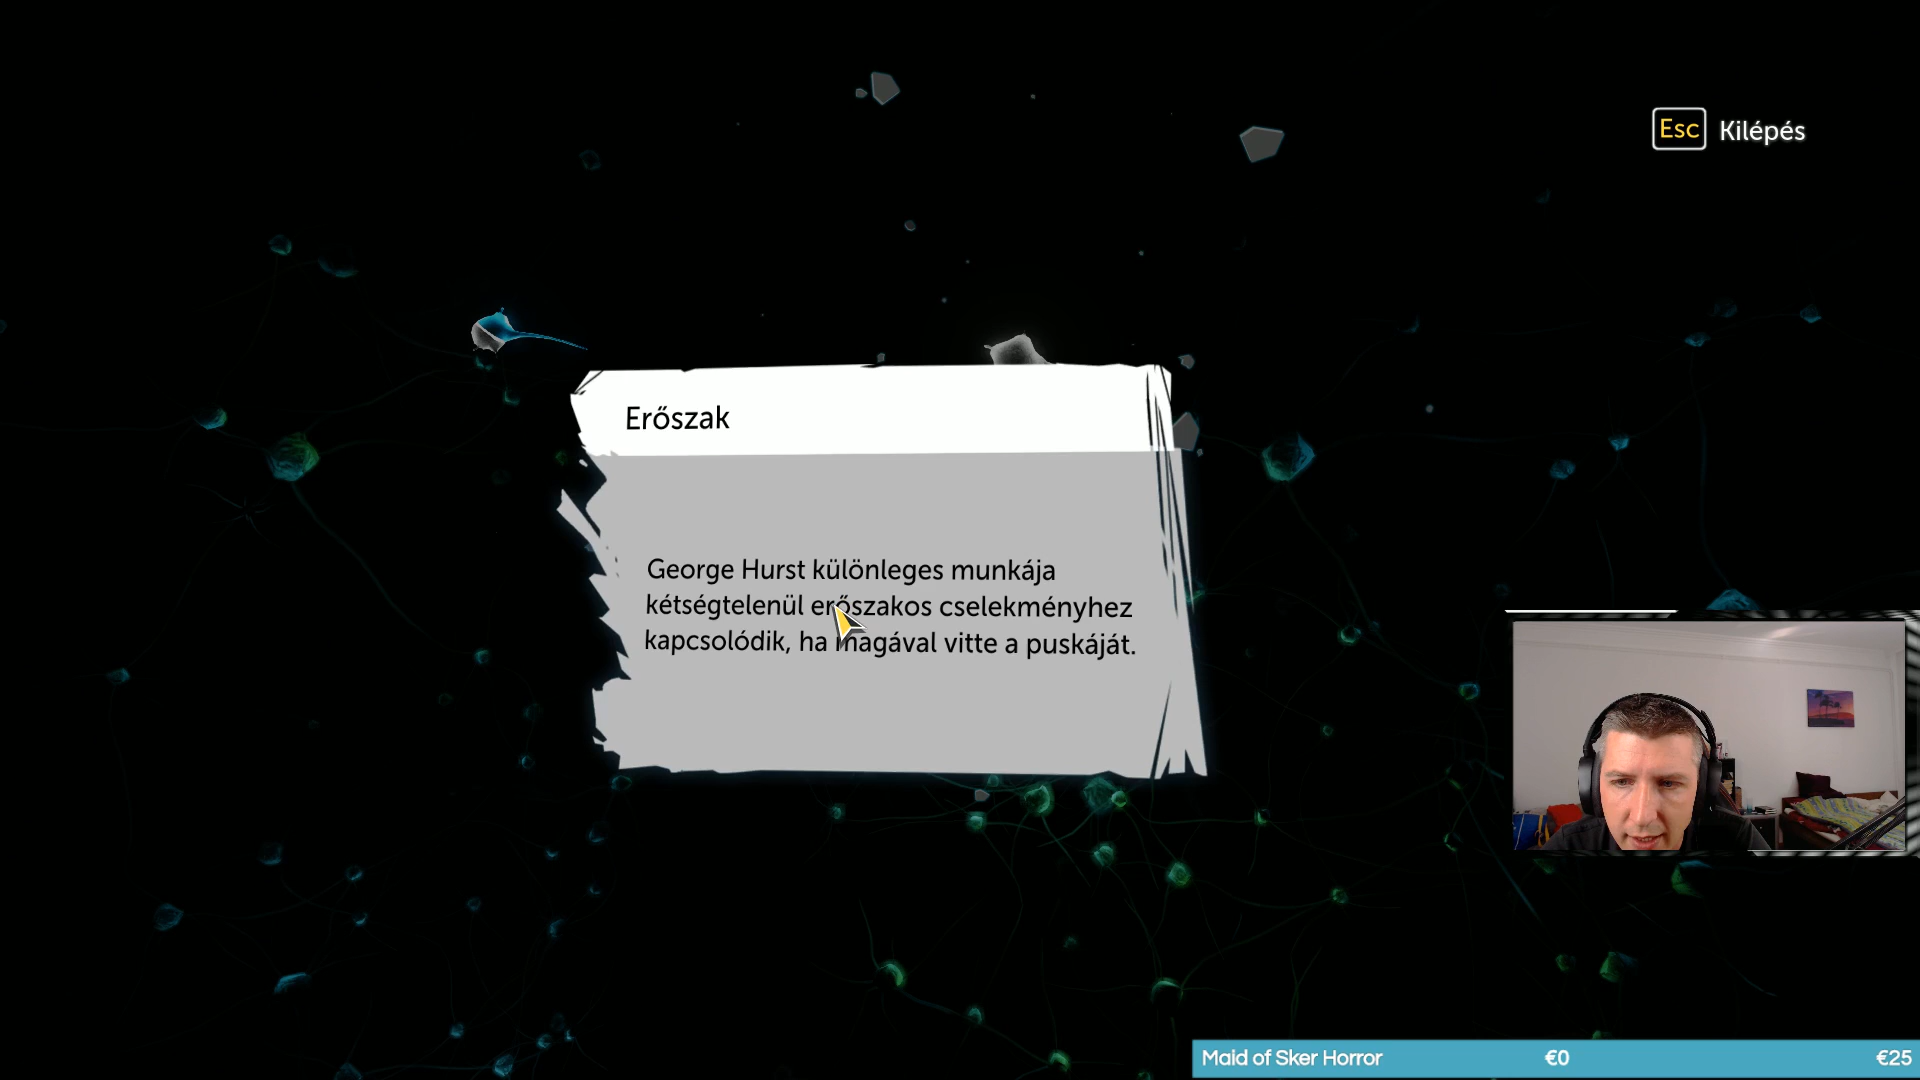 Esc Kilépés
Erőszak
George Hurst különleges munkája
kétségtelenül erőszakos cselekményhez
kapcsolódik, ha magával vitte a puskáját.
Maid of Sker Horror €0 €25